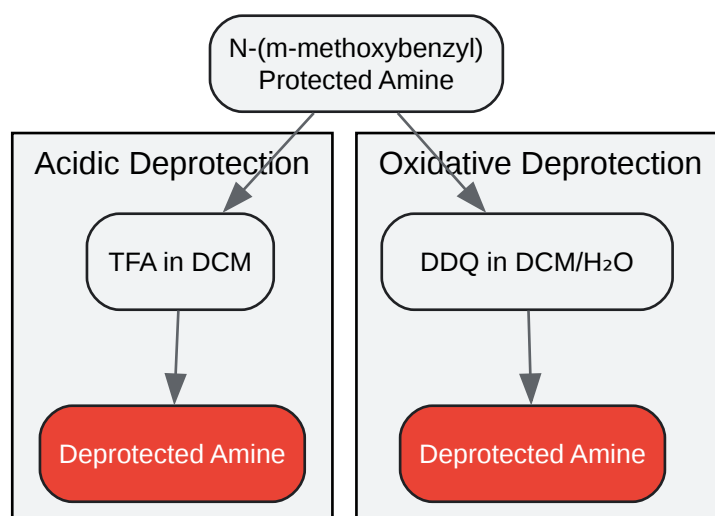 N-(m-methoxybenzyl)
Protected Amine
Acidic Deprotection
Oxidative Deprotection
TFA in DCM
DDQ in DCM/H₂O
Deprotected Amine
Deprotected Amine